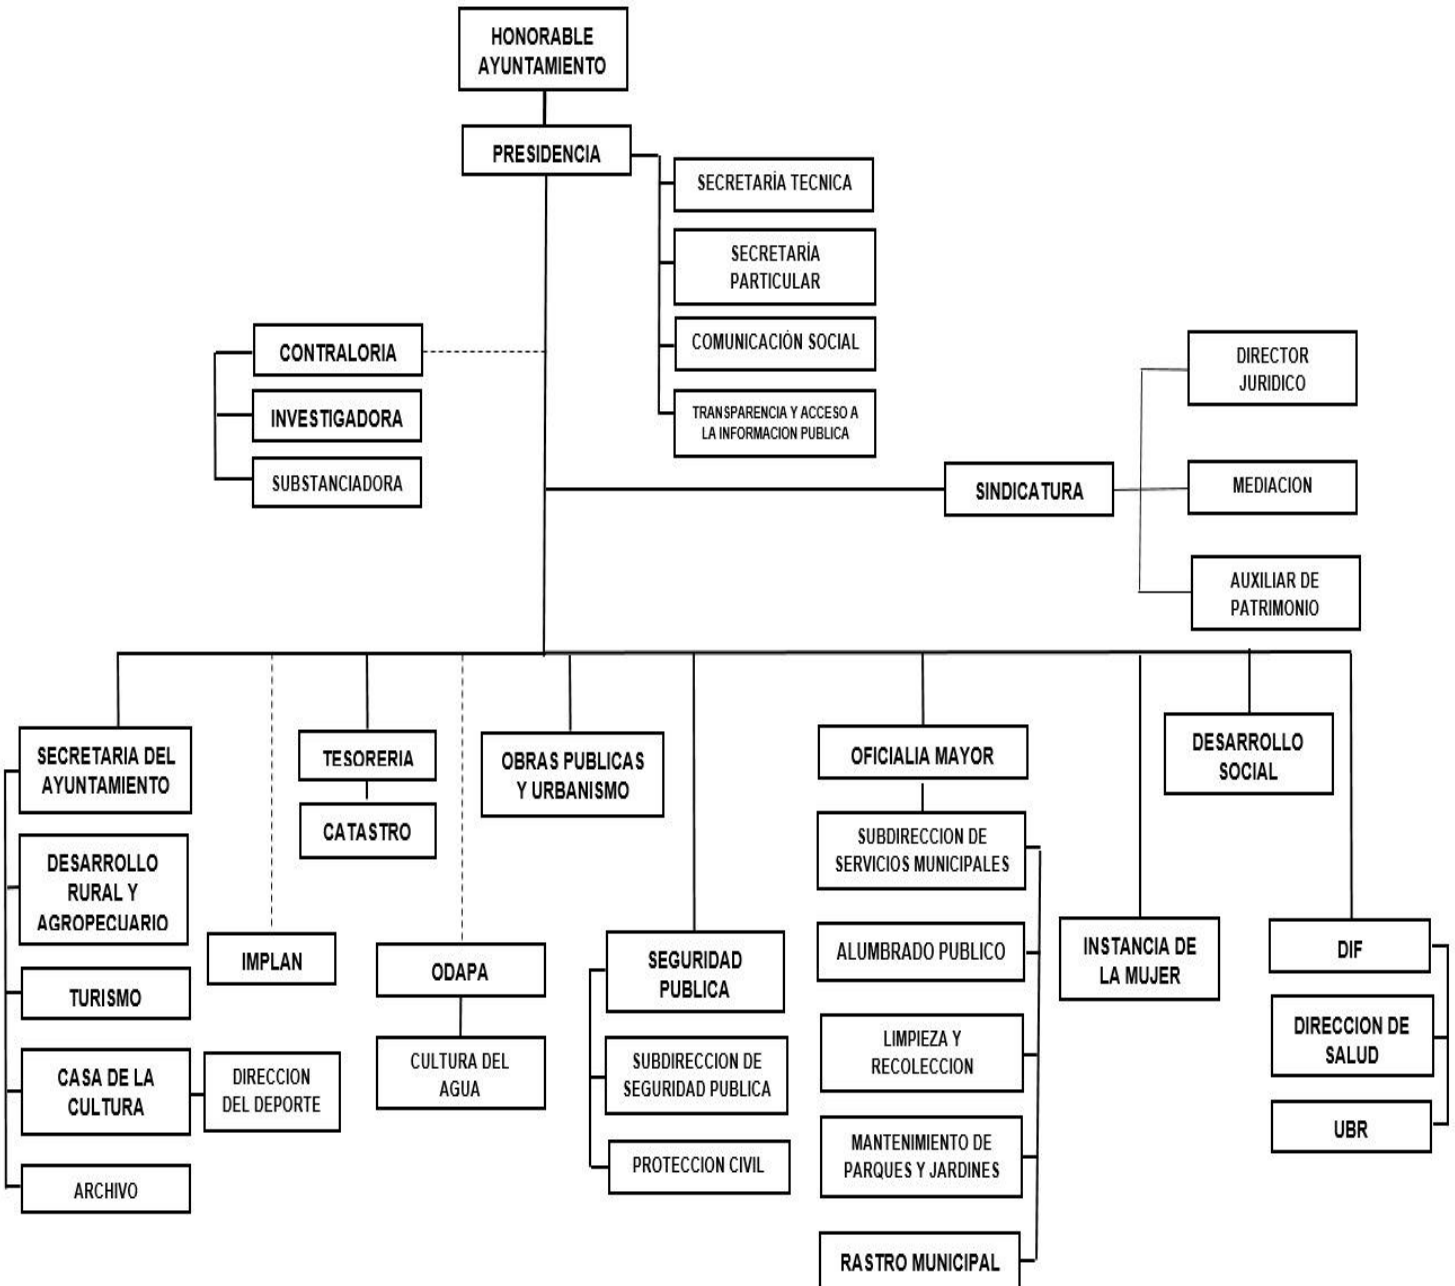 HONORABLE
AYUNTAMIENTO
PRESIDENCIA
SECRETARÍA TECNICA
SECRETARÍA
PARTICULAR
COMUNICACIÓN SOCIAL
TRANSPARENCIA Y ACCESO A
LA INFORMACION PUBLICA
CONTRALORIA
INVESTIGADORA
SUBSTANCIADORA
SINDICATURA
DIRECTOR
JURIDICO
MEDIACION
AUXILIAR DE
PATRIMONIO
SECRETARIA DEL
AYUNTAMIENTO
DESARROLLO
RURAL Y
AGROPECUARIO
TURISMO
CASA DE LA
CULTURA
DIRECCION
DEL DEPORTE
ARCHIVO
IMPLAN
TESORERIA
CATASTRO
ODAPA
CULTURA DEL
AGUA
OBRAS PUBLICAS
Y URBANISMO
SEGURIDAD
PUBLICA
SUBDIRECCION DE
SEGURIDAD PUBLICA
PROTECCION CIVIL
OFICIALIA MAYOR
SUBDIRECCION DE
SERVICIOS MUNICIPALES
ALUMBRADO PUBLICO
LIMPIEZA Y
RECOLECCION
MANTENIMIENTO DE
PARQUES Y JARDINES
RASTRO MUNICIPAL
INSTANCIA DE
LA MUJER
DESARROLLO
SOCIAL
DIF
DIRECCION DE
SALUD
UBR